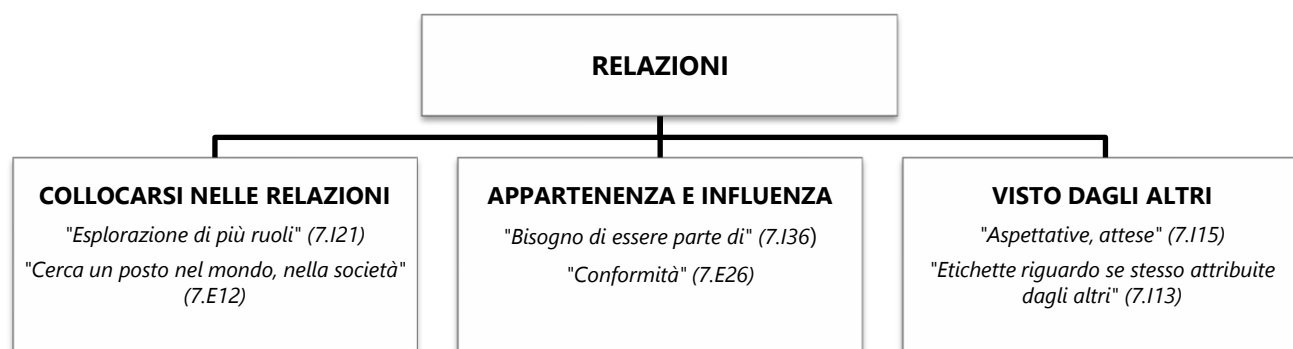 RELAZIONI
COLLOCARSI NELLE RELAZIONI
"Esplorazione di più ruoli" (7.I21)
"Cerca un posto nel mondo, nella società"
(7.E12)
APPARTENENZA E INFLUENZA
"Bisogno di essere parte di" (7.I36)
"Conformità" (7.E26)
VISTO DAGLI ALTRI
"Aspettative, attese" (7.I15)
"Etichette riguardo se stesso attribuite
dagli altri" (7.I13)